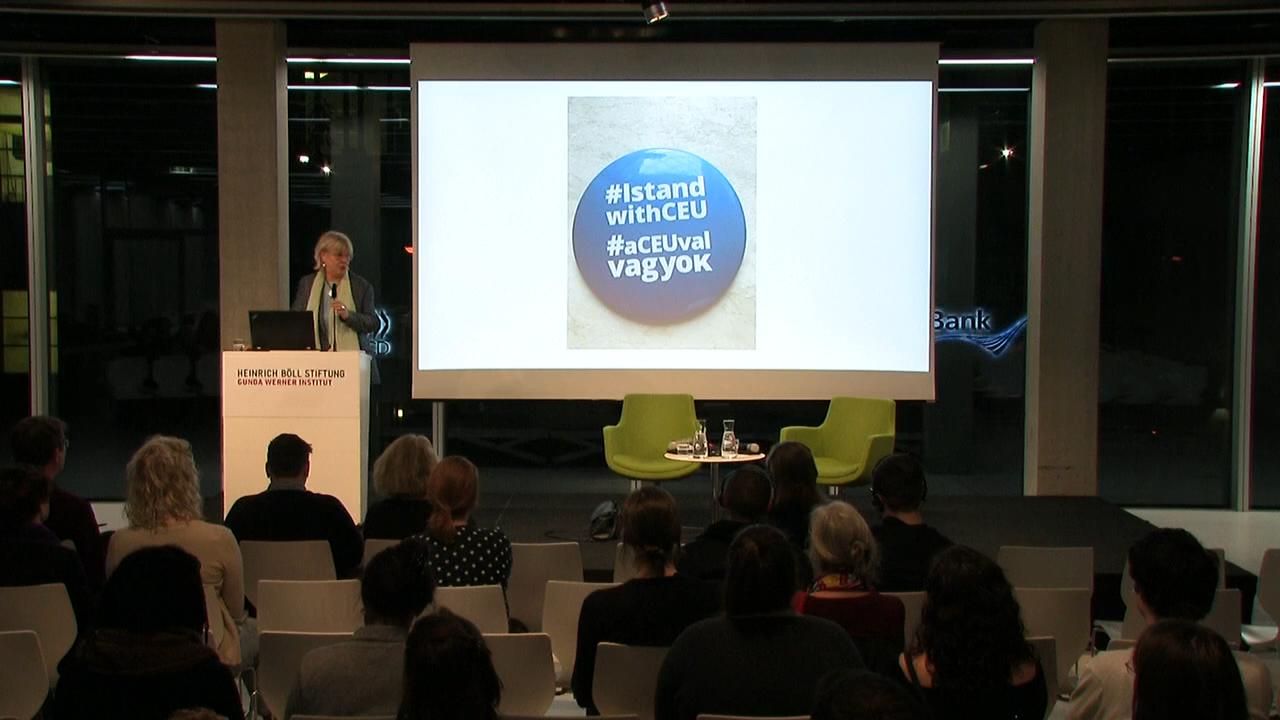 #Istand
withCEU
#aCEUval
vagyok
HEINRICH BÖLL STIFTUNG
GUNDA WERNER INSTITUT
Bank